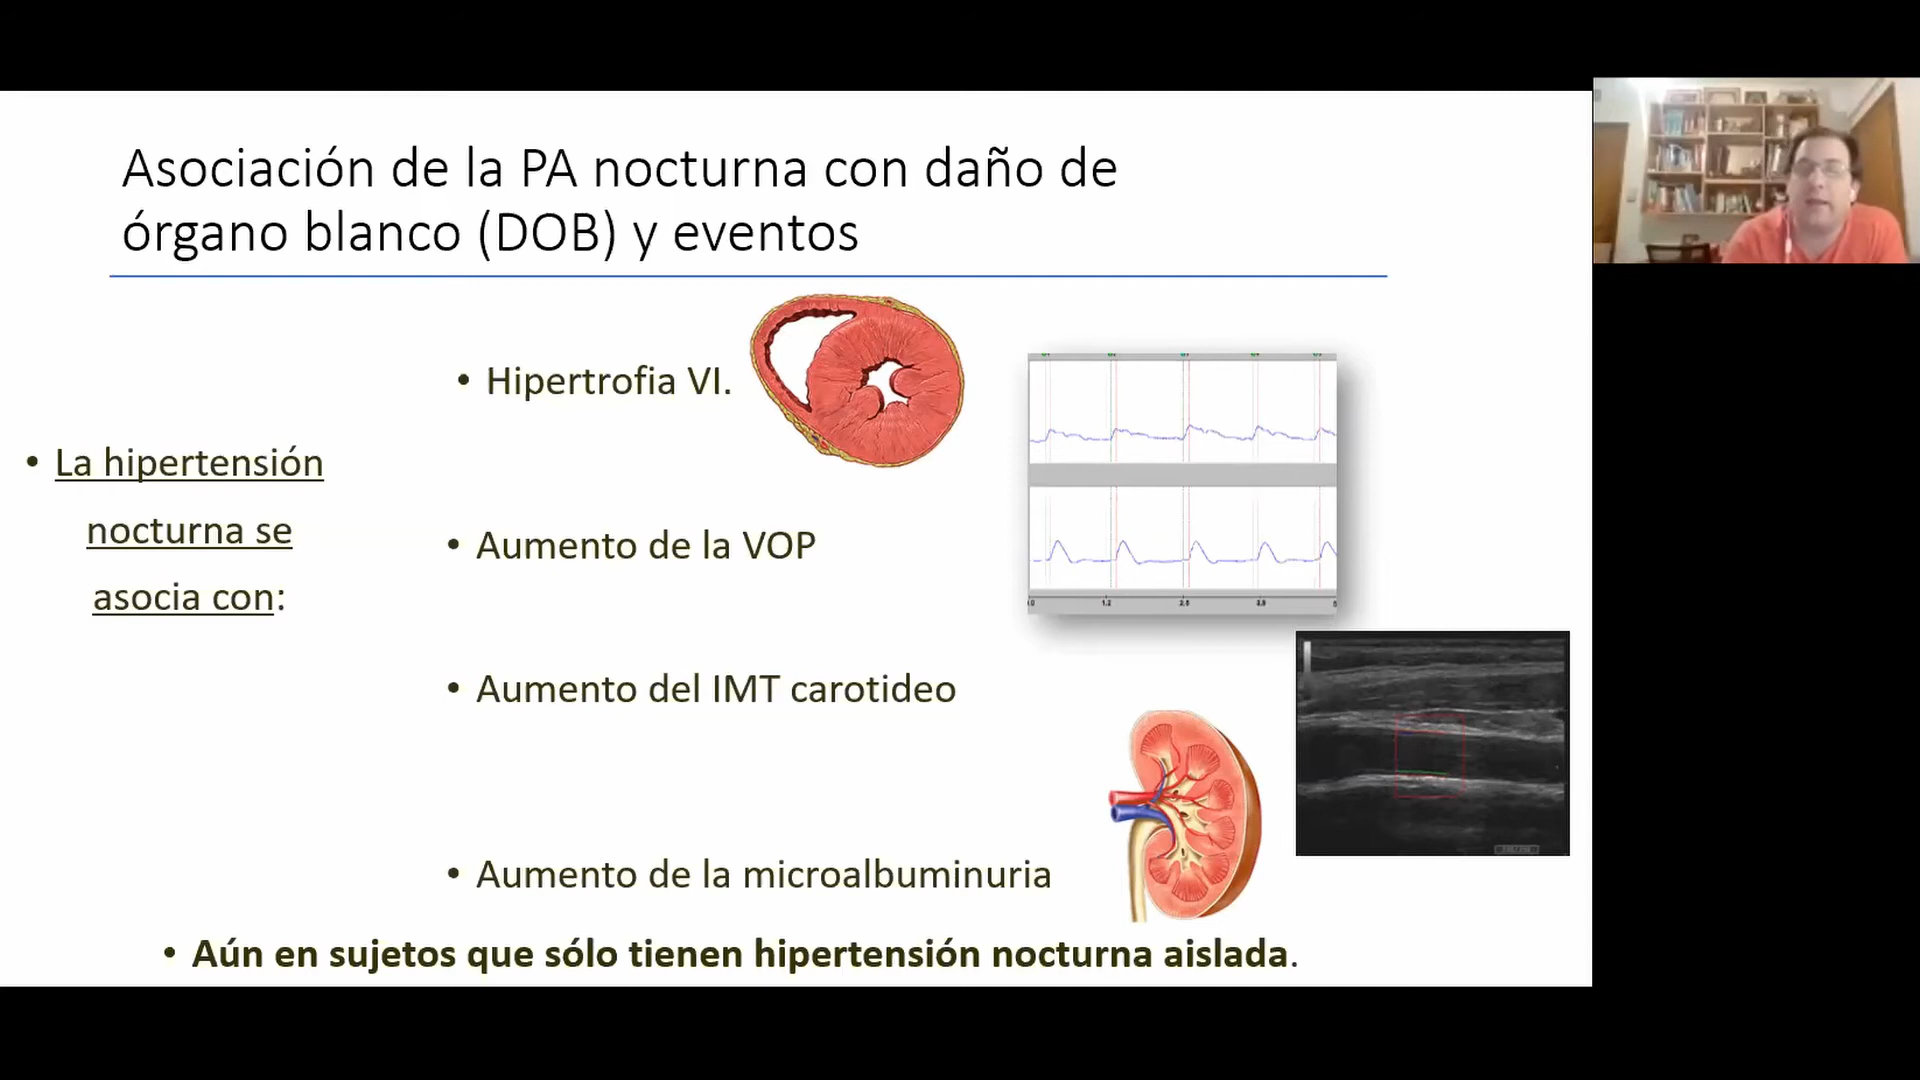 Asociación de la PA nocturna con daño de
órgano blanco (DOB) y eventos
• La hipertensión
nocturna se
asocia con:
• Hipertrofia VI.
• Aumento de la VOP
• Aumento del IMT carotideo
• Aumento de la microalbuminuria
• Aún en sujetos que sólo tienen hipertensión nocturna aislada.